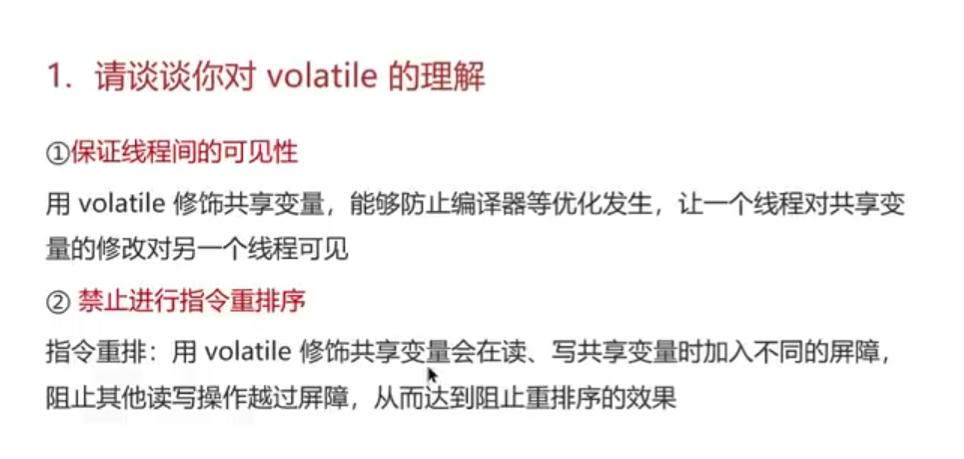 1. 请谈谈你对 volatile 的理解
①保证线程间的可见性
用 volatile 修饰共享变量，能够防止编译器等优化发生，让一个线程对共享变
量的修改对另一个线程可见
② 禁止进行指令重排序
指令重排：用 volatile 修饰共享变量会在读、写共享变量时加入不同的屏障，
阻止其他读写操作越过屏障，从而达到阻止重排序的效果